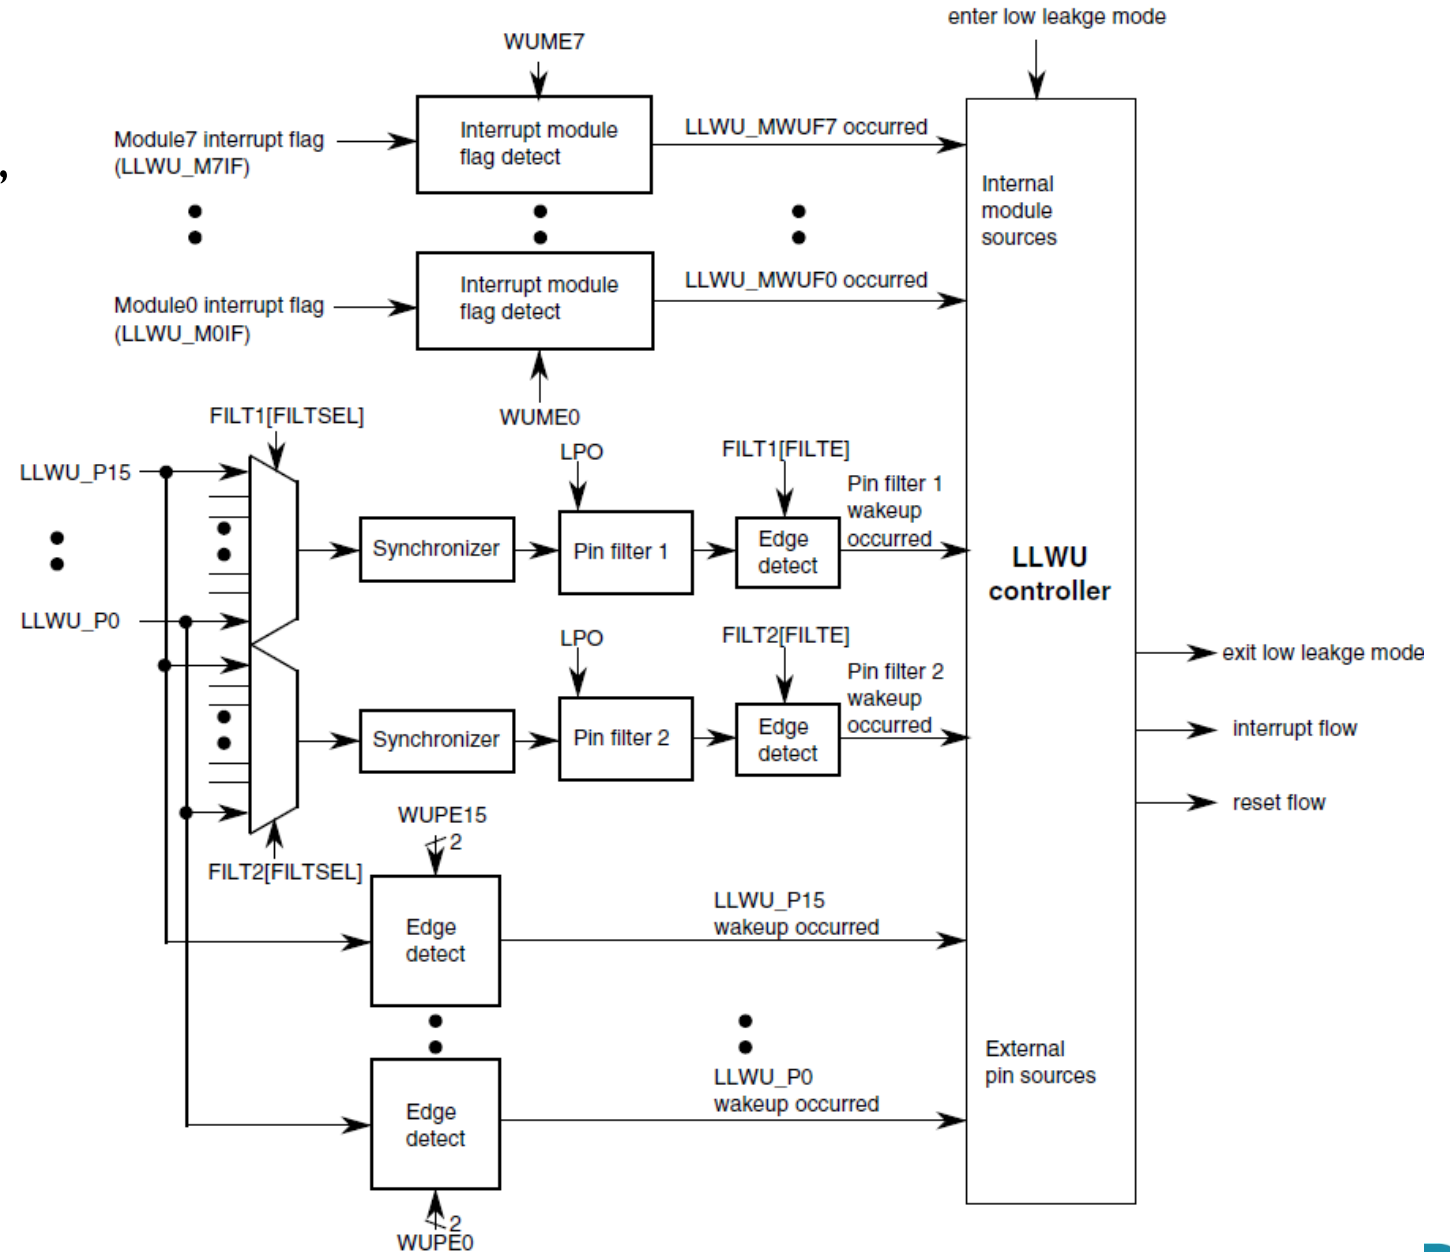 enter low leakge mode
WUME7
Module7 interrupt flag
(LLWU_M7IF)
Interrupt module
flag detect
LLWU_MWUF7 occurred
,
Internal
module
sources
Module0 interrupt flag
(LLWU_M0IF)
Interrupt module
flag detect
LLWU_MWUF0 occurred
WUME0
FILT1[FILTSEL]
LLWU_P15
LLWU_P0
Synchronizer
LPO
Pin filter 1
FILT1[FILTE]
Edge
detect
Pin filter 1
wakeup
occurred
LLWU
controller
Synchronizer
LPO
Pin filter 2
FILT2[FILTE]
Edge
detect
Pin filter 2
wakeup
occurred
exit low leakge mode
interrupt flow
reset flow
FILT2[FILTSEL]
WUPE15
2
Edge
detect
LLWU_P15
wakeup occurred
External
pin sources
Edge
detect
LLWU_P0
wakeup occurred
2
WUPE0